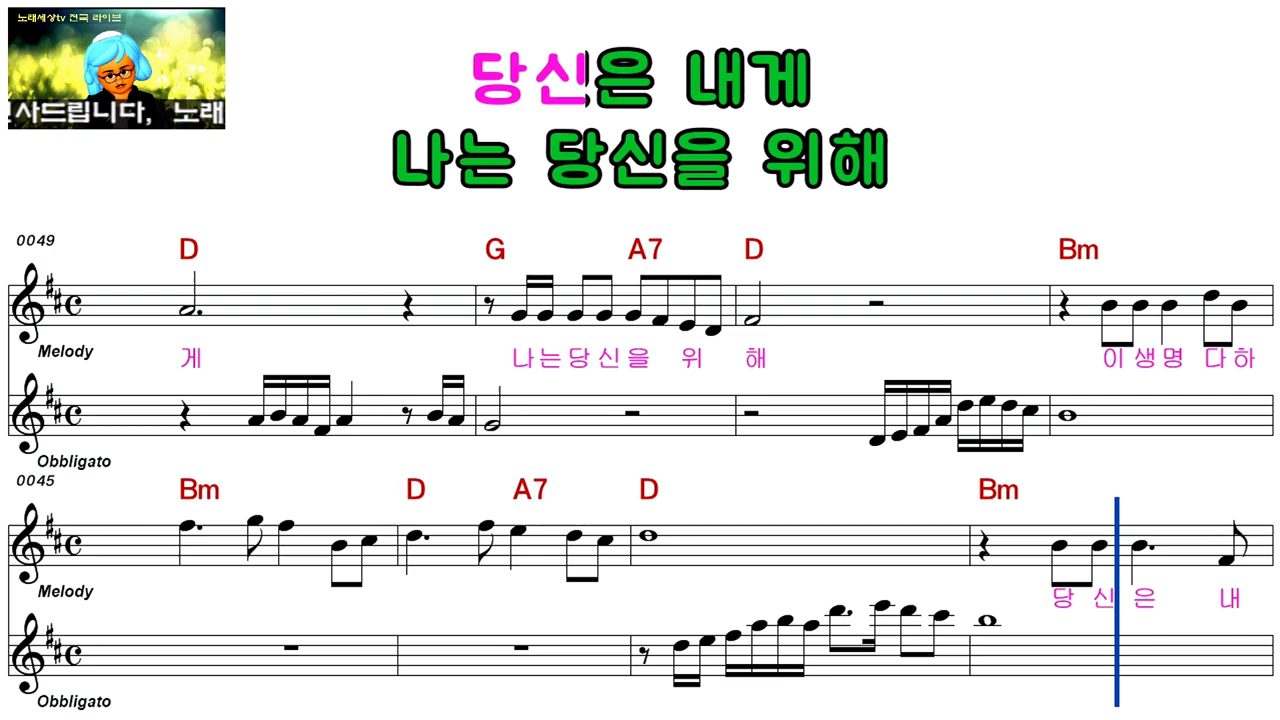 노래세상tv 전국 라이브
사드립니다, 노래
당신은 내게
나는 당신을 위해
0049
D G A7 D Bm
Melody
게 나는당신을 위 해 이생명 다하
Obbligato
0045
Bm D A7 D Bm
Melody
당 신 은 내
Obbligato